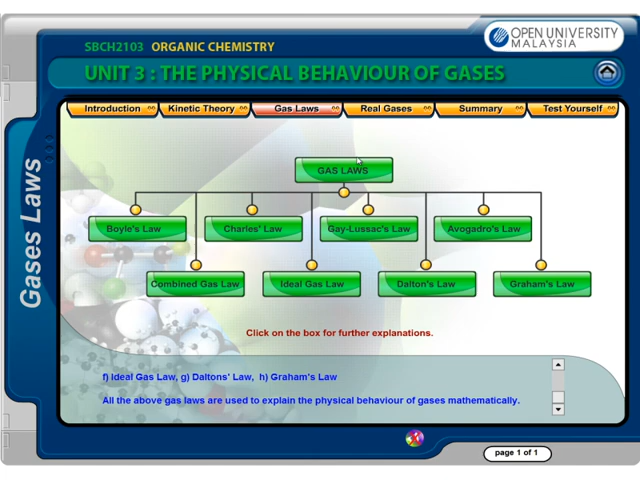 OPEN UNIVERSITY
MALAYSIA
SBCH2103 ORGANIC CHEMISTRY
UNIT 3 : THE PHYSICAL BEHAVIOUR OF GASES
Introduction Kinetic Theory Gas Laws Real Gases Summary Test Yourself
Gases Laws
GAS LAWS
Boyle's Law Charles' Law Gay-Lussac's Law Avogadro's Law
Combined Gas Law Ideal Gas Law Dalton's Law Graham's Law
Click on the box for further explanations.
f) Ideal Gas Law, g) Daltons' Law, h) Graham's Law
All the above gas laws are used to explain the physical behaviour of gases mathematically.
page 1 of 1